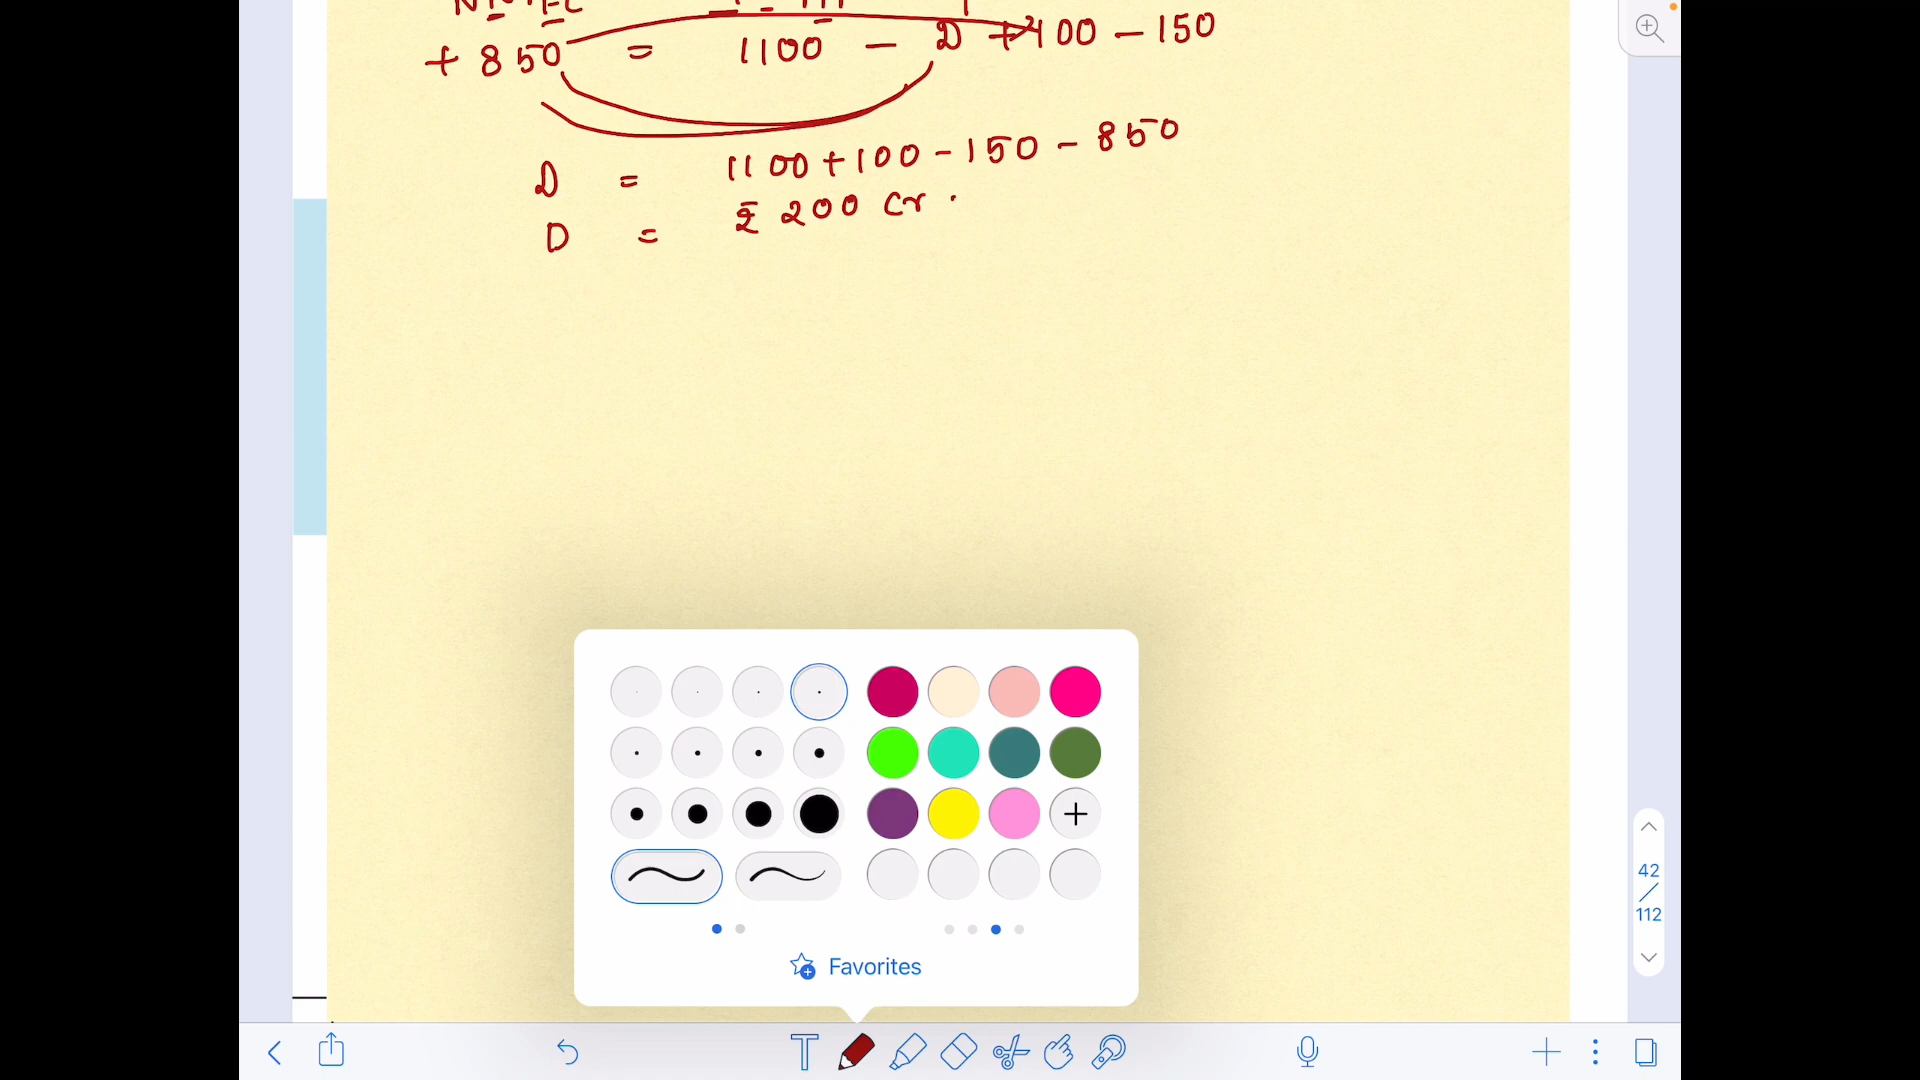 + 850 = 1100 - D + 100 - 150
D = 1100 + 100 - 150 - 850
D = ₹ 200 Cr .
Favorites
42
112
T